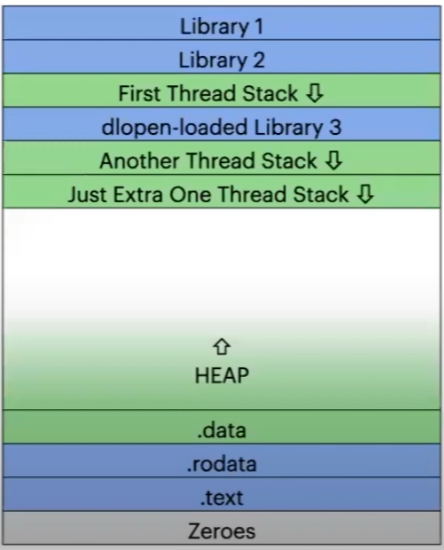 Library 1
Library 2
First Thread Stack ⇩
dlopen-loaded Library 3
Another Thread Stack ⇩
Just Extra One Thread Stack ⇩
⇧
HEAP
.data
.rodata
.text
Zeroes